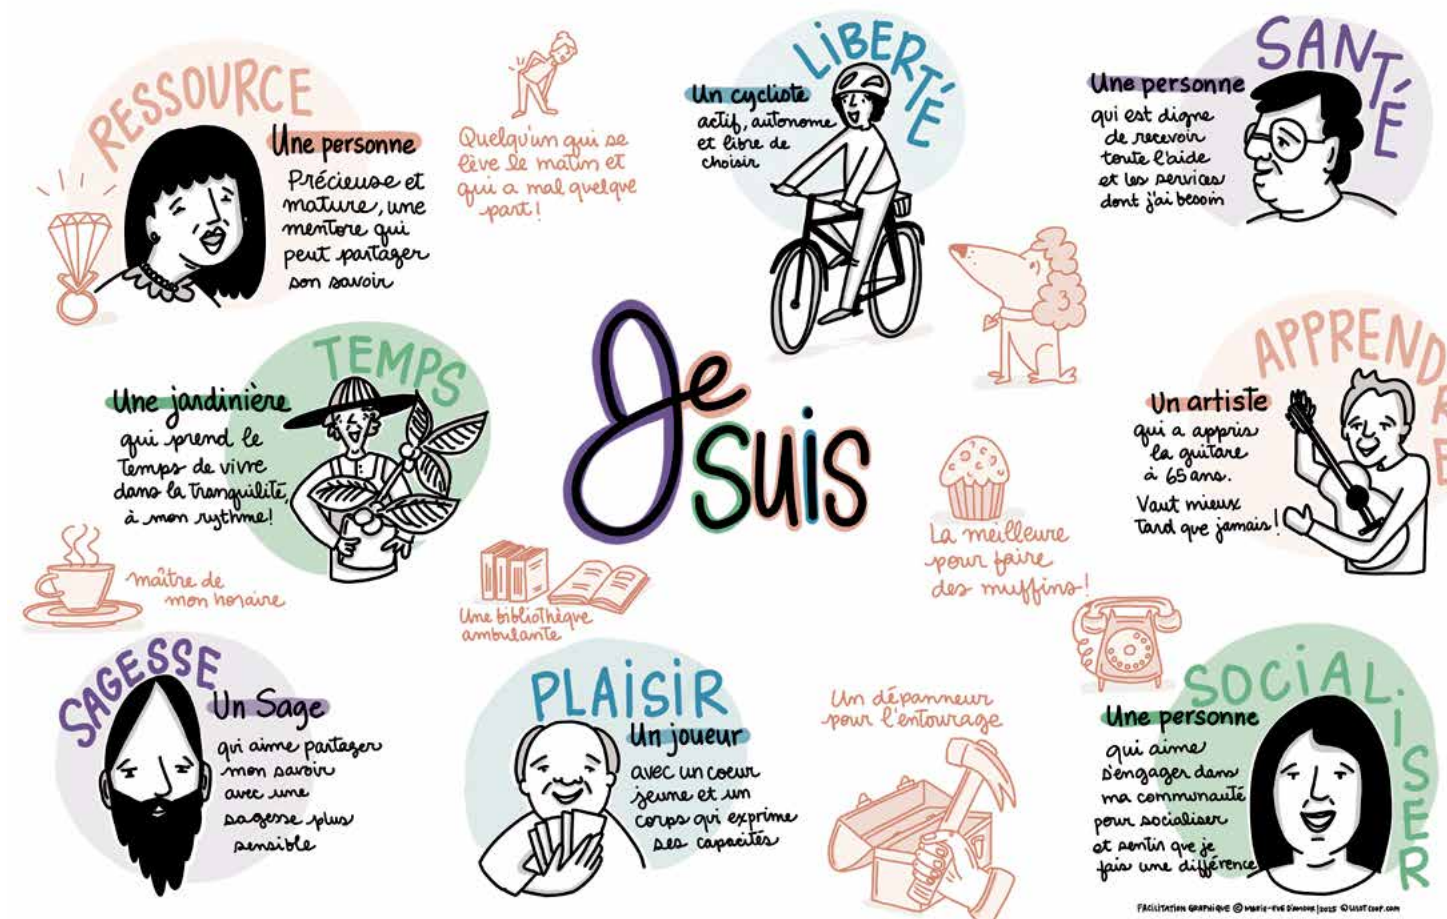 RESSOURCE
Une personne
Précieuse et
mature, une
mentore qui
peut partager
son savoir
Quelqu'un qui se
lève le matin et
qui a mal quelque
part!
LiBERTÉ
Un cycliste
actif, autonome
et libre de
choisir
SANTÉ
Une personne
qui est digne
de recevoir
toute l'aide
et les services
dont j'ai besoin
TEMPS
Une jardinière
qui prend le
Temps de vivre
dans la Tranquilité,
à mon rythme!
Je
suis
APPRENDRE
Un artiste
qui a appris
la guitare
à 65 ans.
Vaut mieux
Tard que jamais!
maître de
mon horaire
Une bibliothèque
ambulante
La meilleure
pour faire
des muffins!
SAGESSE
Un Sage
qui aime partager
mon savoir
avec une
sagesse plus
sensible
PLAiSiR
Un joueur
avec un coeur
jeune et un
corps qui exprime
ses capacités
Un dépanneur
pour l'entourage
SOCiALiSER
Une personne
qui aime
s'engager dans
ma communauté
pour socialiser
et sentir que je
fais une différence
FACILITATION GRAPHIQUE © MARIE-EVE D'AMOUR | 2025